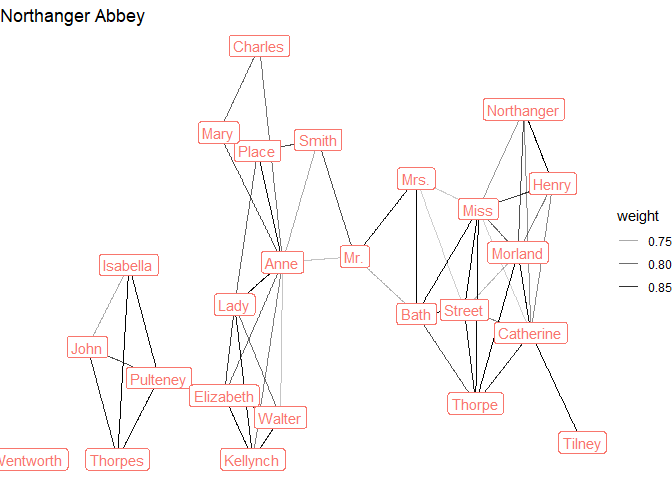 Northanger Abbey
Charles
Northanger
Mary
Smith
Place
Mrs.
Henry
Miss
Morland
Mr.
Anne
Isabella
Lady
Street
Bath
Catherine
John
Pulteney
Elizabeth
Thorpe
Walter
Tilney
Wentworth
Thorpes
Kellynch
weight
0.75
0.80
0.85